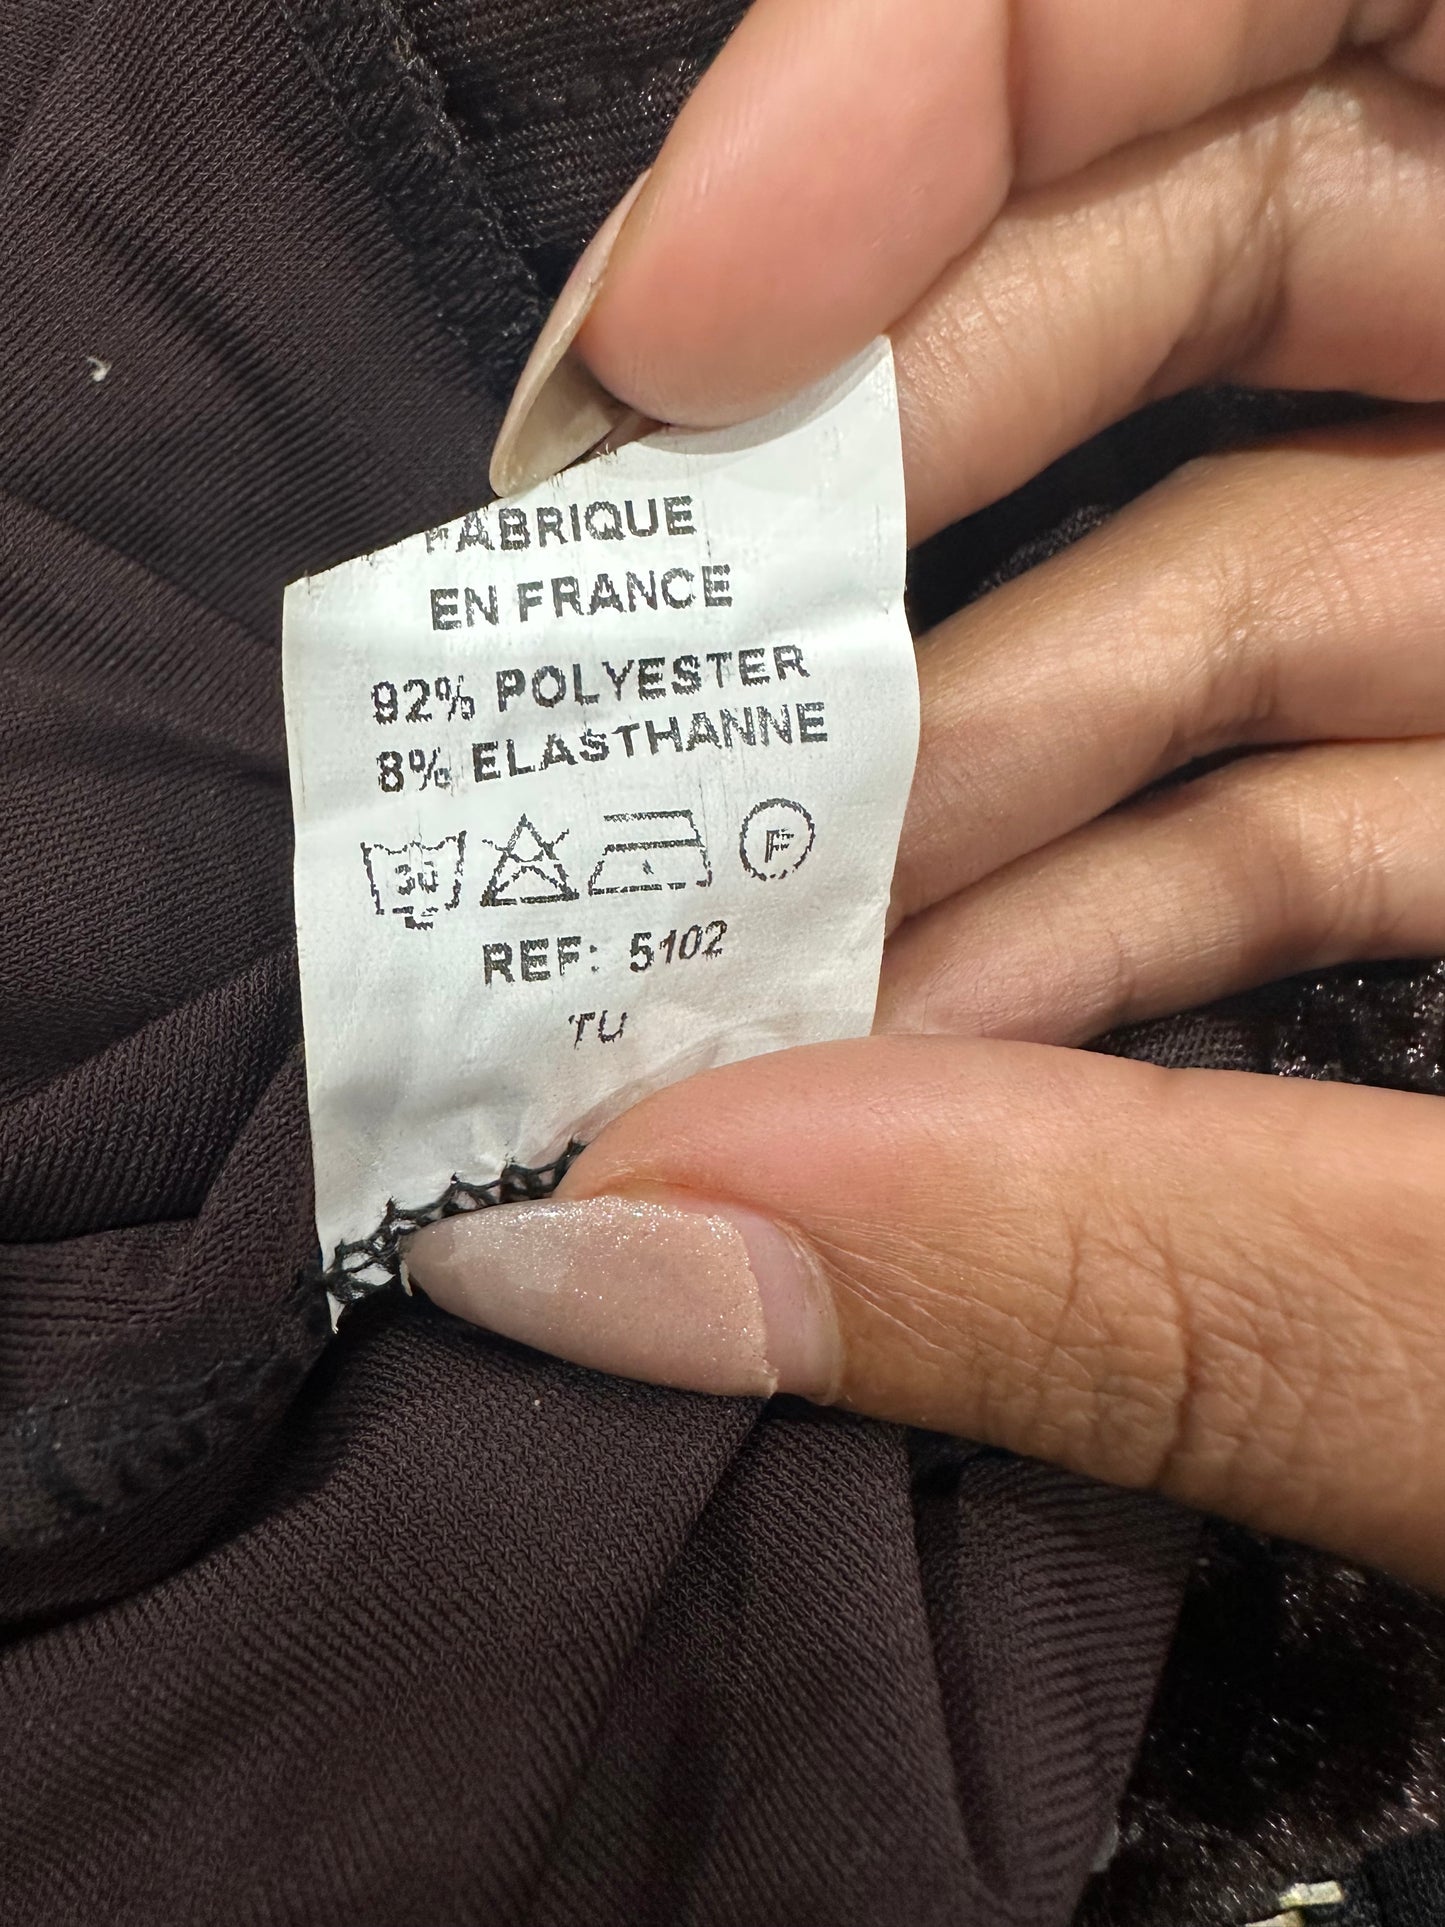 FABRIQUE
EN FRANCE
92% POLYESTER
8% ELASTHANNE
30 F
REF: 5102
TU